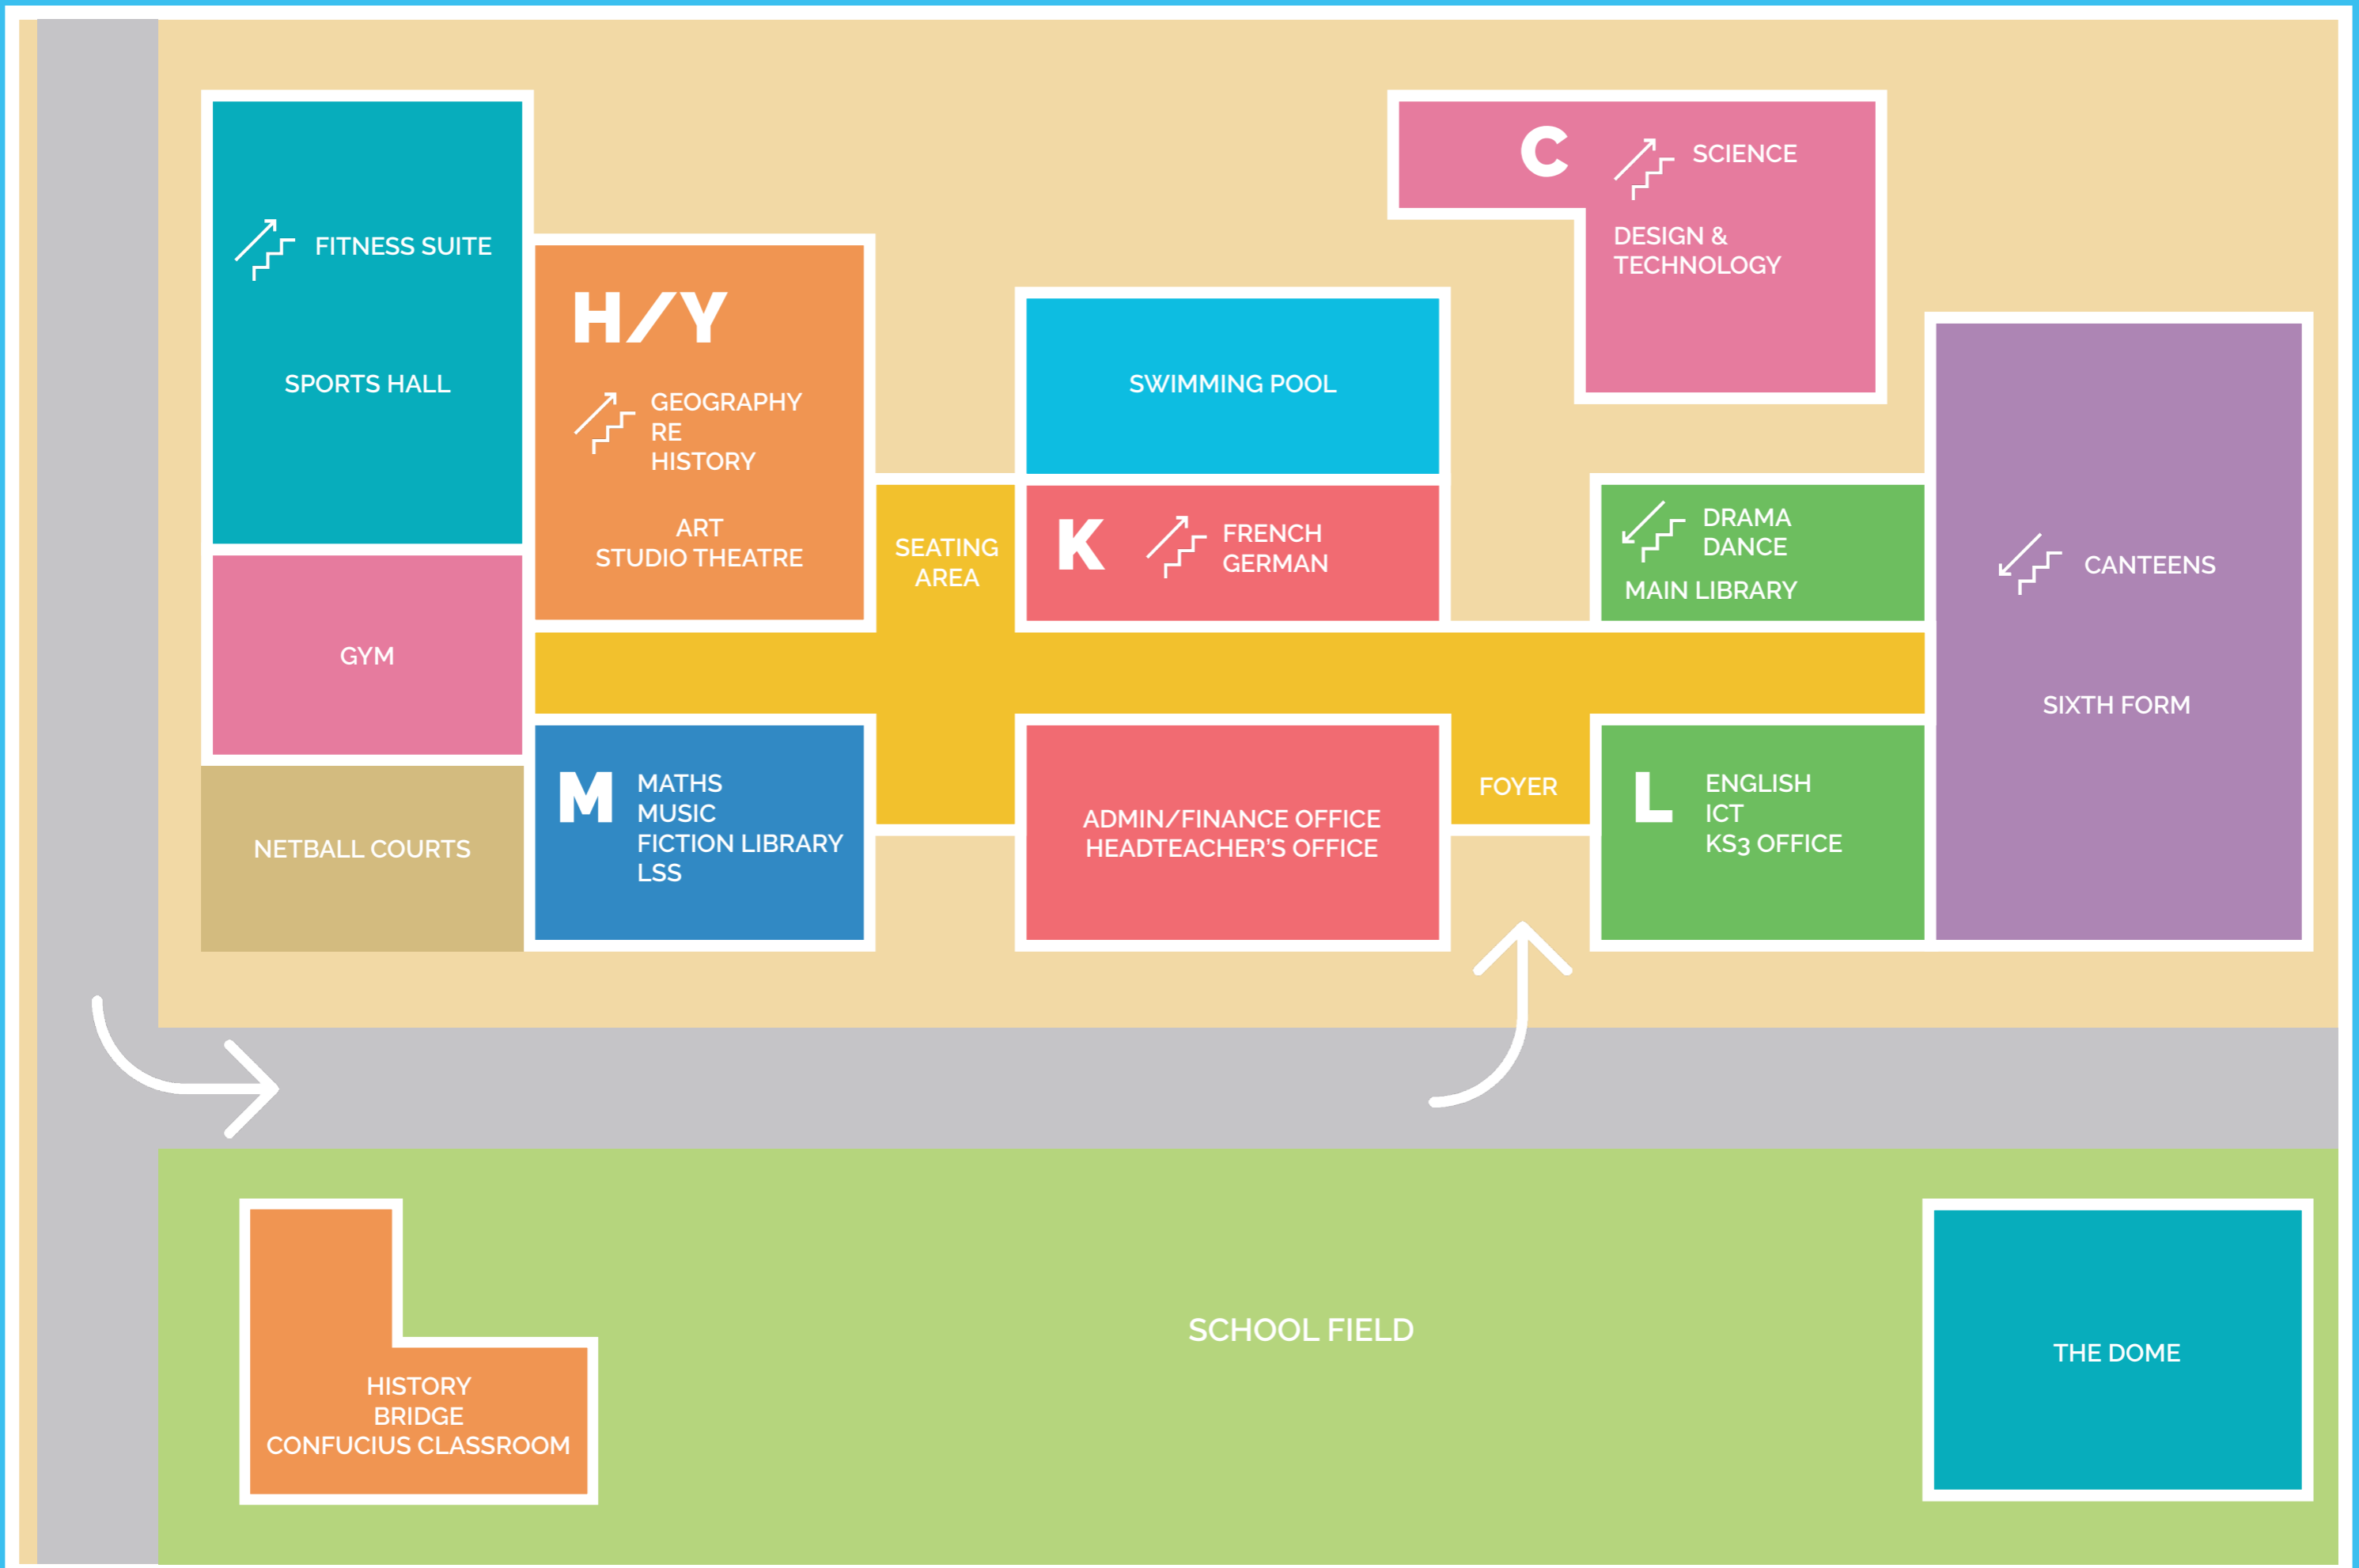 FITNESS SUITE
SPORTS HALL
GYM
NETBALL COURTS
H/Y
GEOGRAPHY
RE
HISTORY
ART
STUDIO THEATRE
M
MATHS
MUSIC
FICTION LIBRARY
LSS
SEATING
AREA
SWIMMING POOL
K
FRENCH
GERMAN
ADMIN/FINANCE OFFICE
HEADTEACHER'S OFFICE
FOYER
C
SCIENCE
DESIGN &
TECHNOLOGY
DRAMA
DANCE
MAIN LIBRARY
L
ENGLISH
ICT
KS3 OFFICE
CANTEENS
SIXTH FORM
HISTORY
BRIDGE
CONFUCIUS CLASSROOM
SCHOOL FIELD
THE DOME